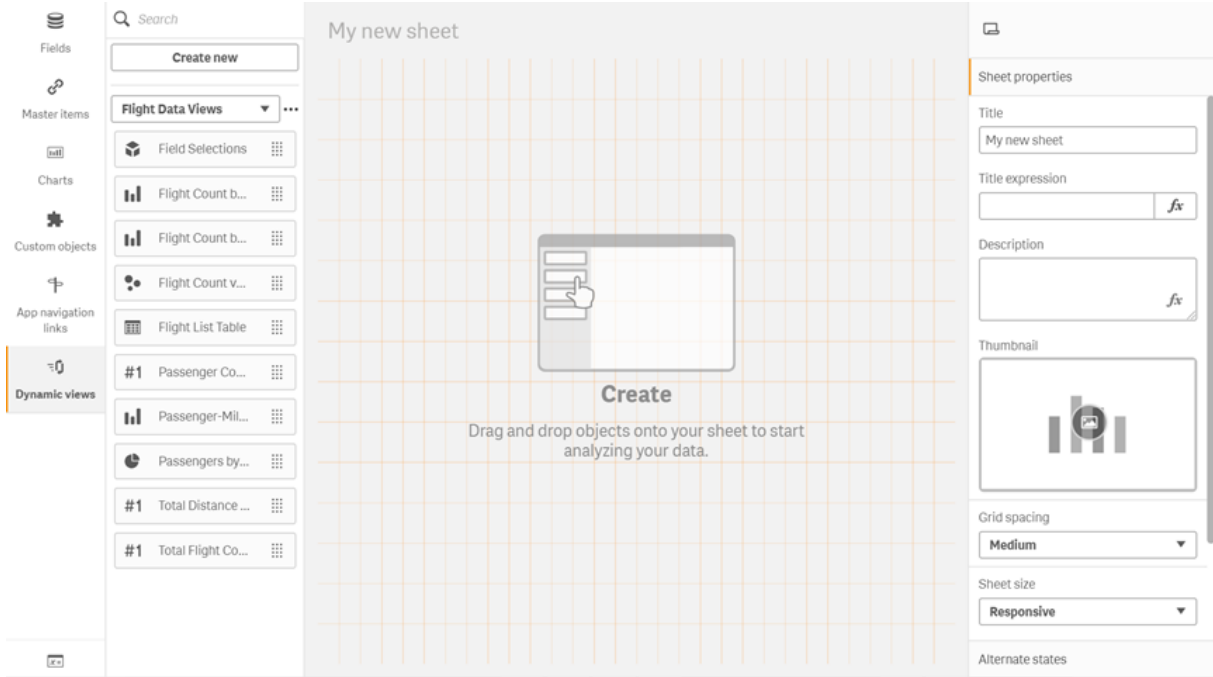 Fields
Master items
Charts
Custom objects
App navigation
links
Dynamic views
Search
Create new
Flight Data Views
Field Selections
Flight Count b...
Flight Count b...
Flight Count v...
Flight List Table
#1 Passenger Co...
Passenger-Mil...
Passengers by...
#1 Total Distance ...
#1 Total Flight Co...
My new sheet
Create
Drag and drop objects onto your sheet to start
analyzing your data.
Sheet properties
Title
My new sheet
Title expression
fx
Description
fx
Thumbnail
Grid spacing
Medium
Sheet size
Responsive
Alternate states